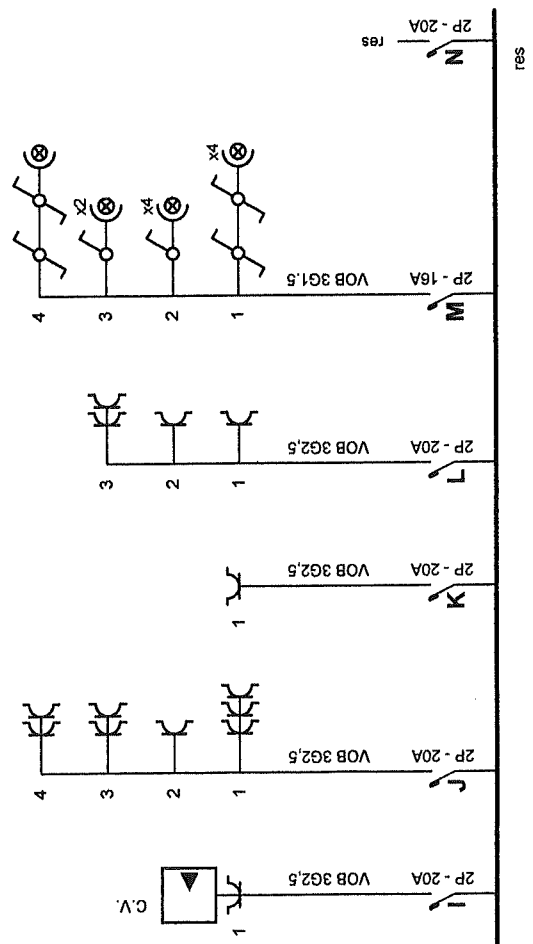 res
2P - 20A
N
res
x4
x2
x4
4
3
2
1
VOB 3G1.5
2P - 16A
M
3
2
1
VOB 3G2,5
2P - 20A
L
1
VOB 3G2,5
2P - 20A
K
4
3
2
1
VOB 3G2,5
2P - 20A
J
C.V.
1
VOB 3G2,5
2P - 20A
I